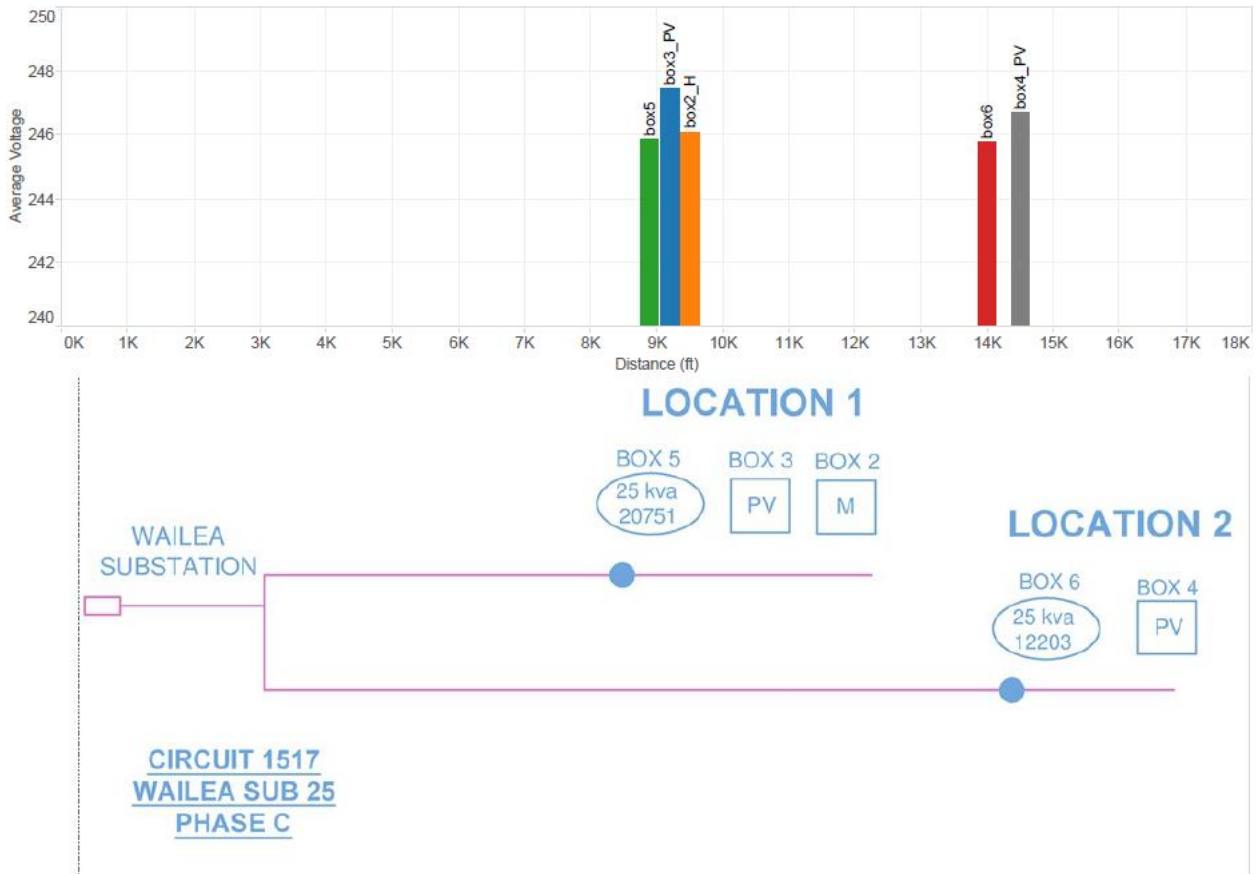 250
248
246
244
242
240
Average Voltage
box5
box3_PV
box2_H
box6
box4_PV
0K 1K 2K 3K 4K 5K 6K 7K 8K 9K 10K 11K 12K 13K 14K 15K 16K 17K 18K
Distance (ft)
LOCATION 1
BOX 5
25 kva
20751
BOX 3
PV
BOX 2
M
LOCATION 2
BOX 6
25 kva
12203
BOX 4
PV
WAILEA
SUBSTATION
CIRCUIT 1517
WAILEA SUB 25
PHASE C